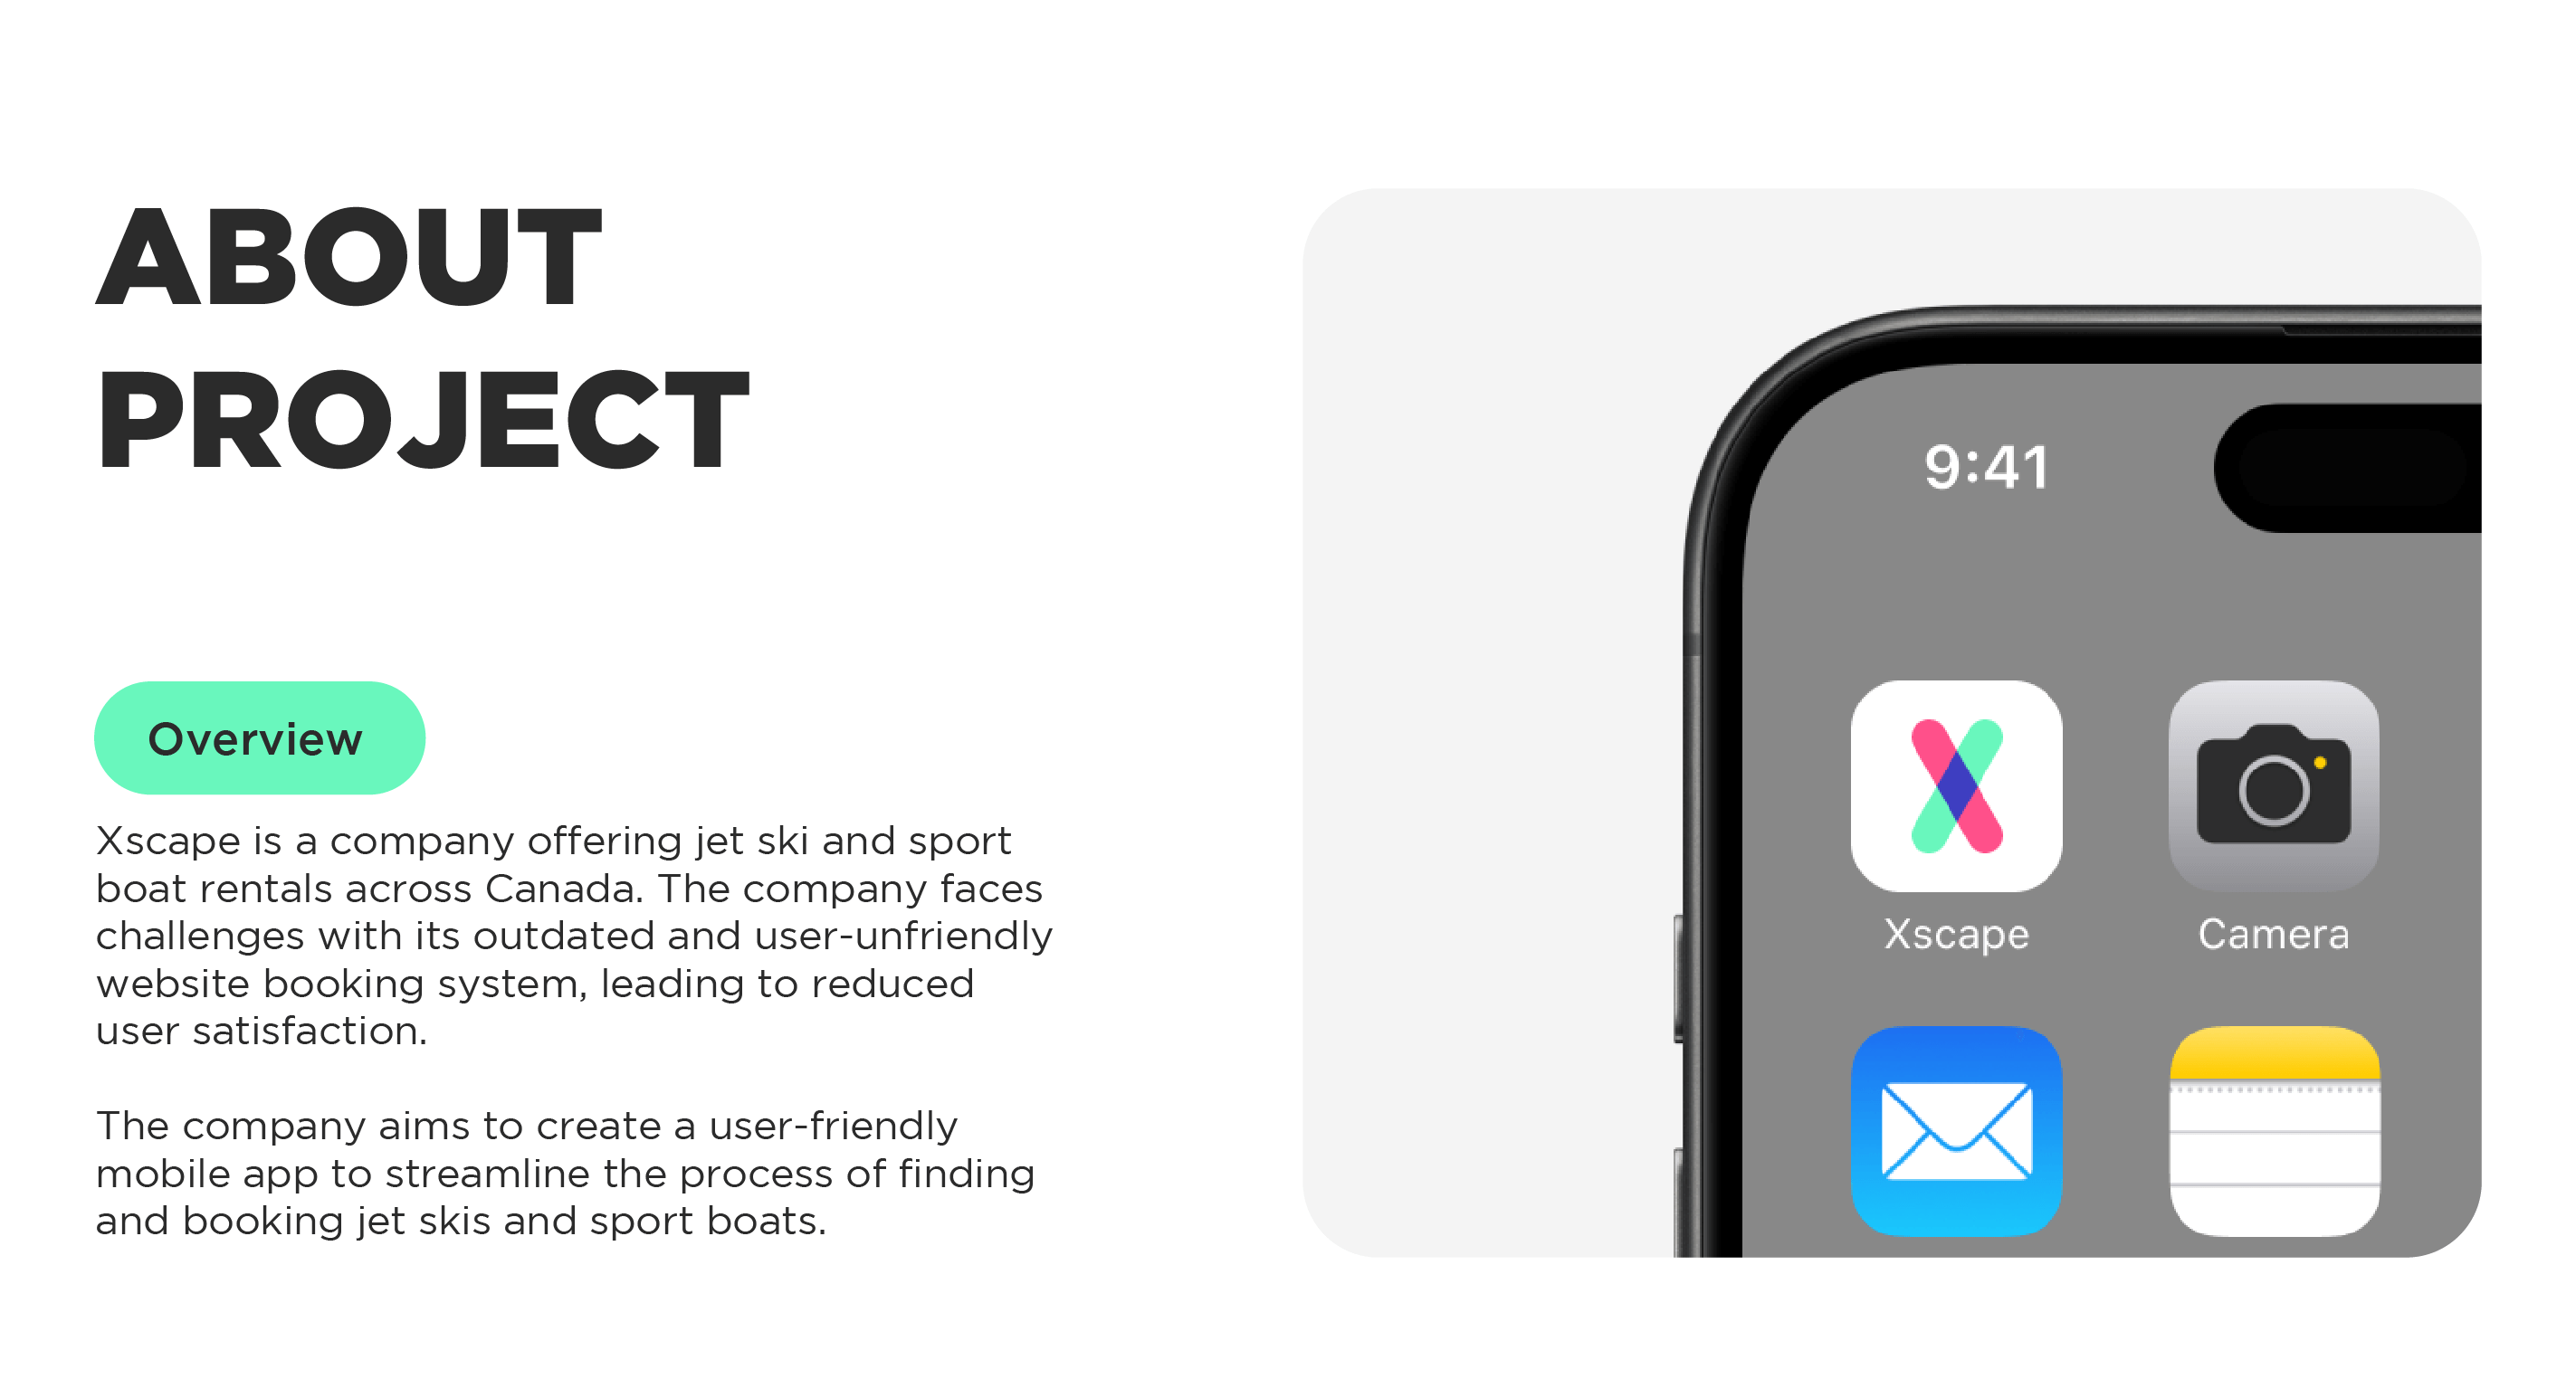 ABOUT
PROJECT
Overview
Xscape is a company offering jet ski and sport
boat rentals across Canada. The company faces
challenges with its outdated and user-unfriendly
website booking system, leading to reduced
user satisfaction.
The company aims to create a user-friendly
mobile app to streamline the process of finding
and booking jet skis and sport boats.
9:41
Xscape
Camera